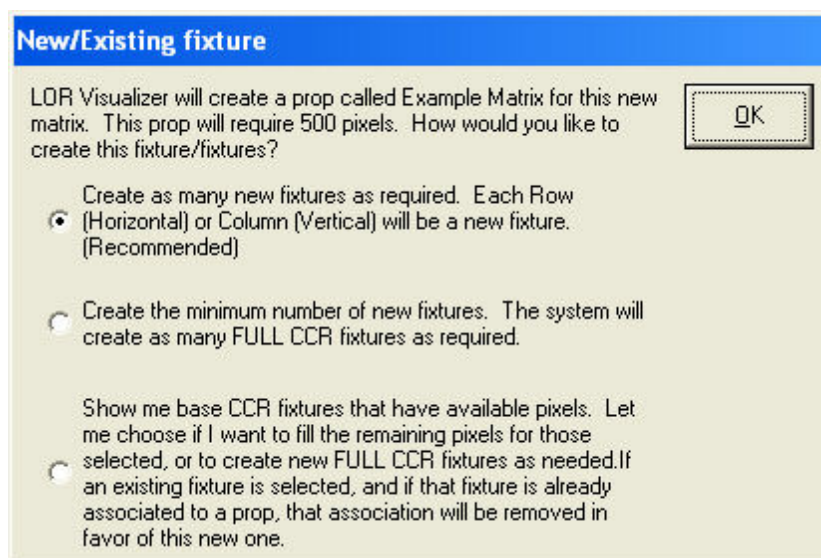 New/Existing fixture
LOR Visualizer will create a prop called Example Matrix for this new
matrix.  This prop will require 500 pixels.  How would you like to
create this fixture/fixtures?
OK
Create as many new fixtures as required.  Each Row
(Horizontal) or Column (Vertical) will be a new fixture.
(Recommended)
Create the minimum number of new fixtures.  The system will
create as many FULL CCR fixtures as required.
Show me base CCR fixtures that have available pixels.  Let
me choose if I want to fill the remaining pixels for those
selected, or to create new FULL CCR fixtures as needed.If
an existing fixture is selected, and if that fixture is already
associated to a prop, that association will be removed in
favor of this new one.